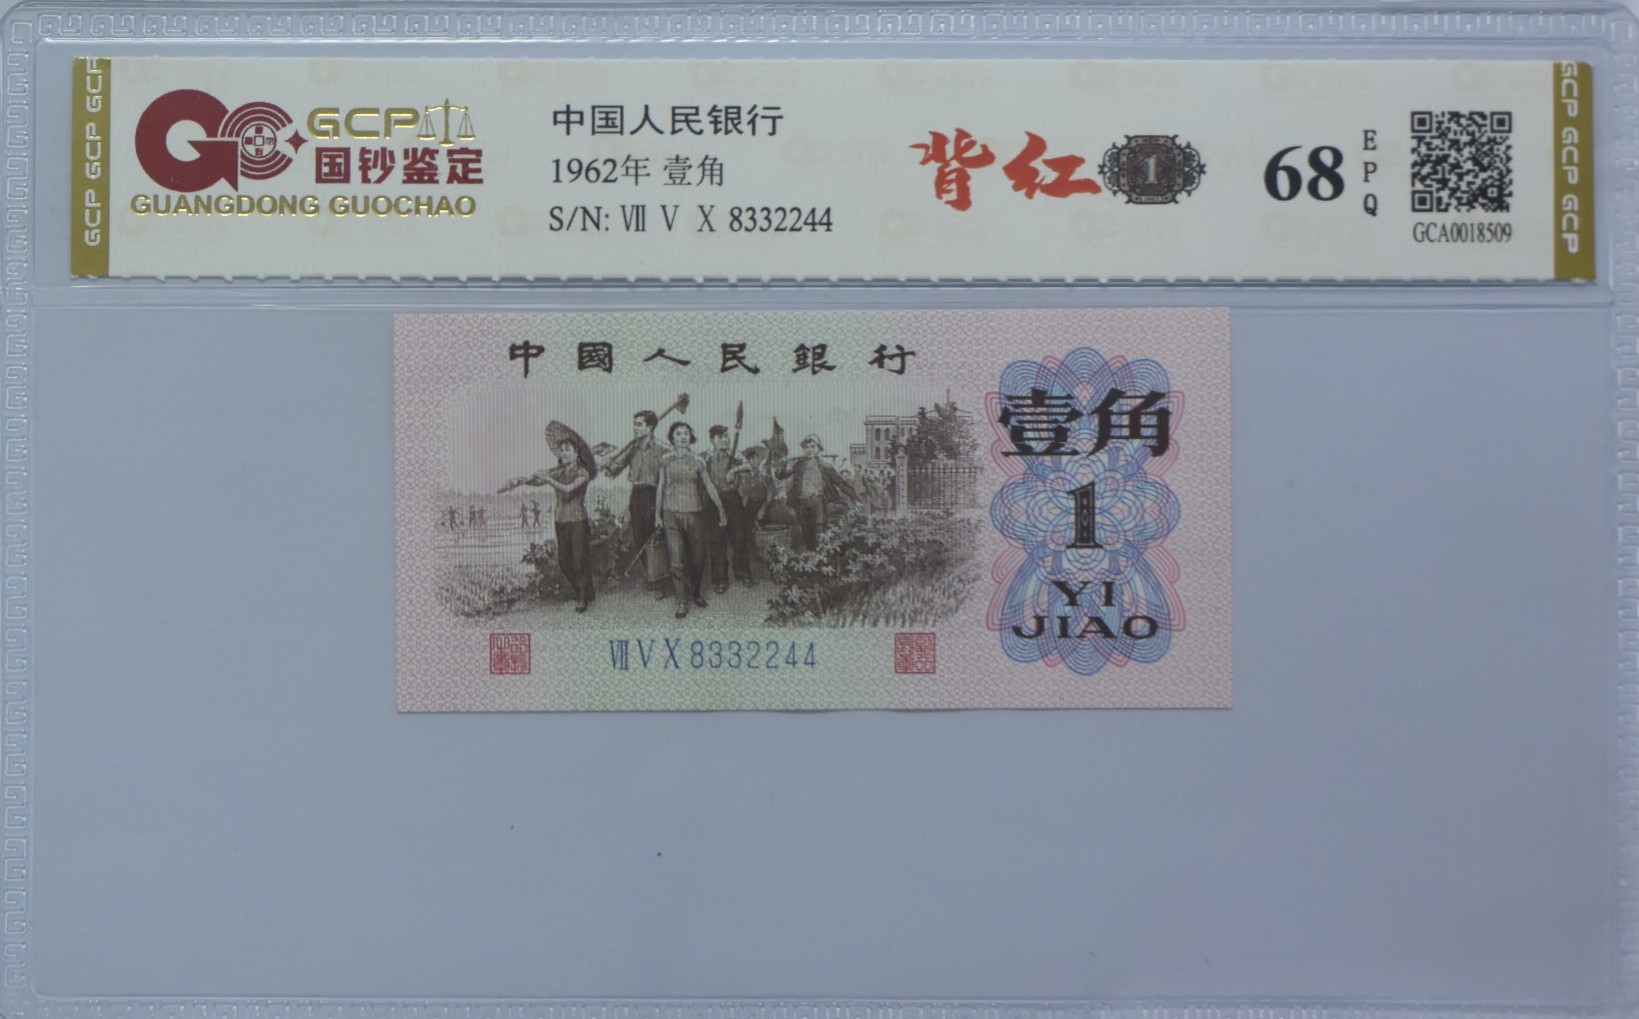 GCP GCP GCP
GCP
国钞鉴定
GUANGDONG GUOCHAO
中国人民银行
1962年 壹角
S/N: Ⅶ Ⅴ Ⅹ 8332244
背红
1
68
EPQ
GCA0018509
GCP GCP GCP
中國人民銀行
壹角
1
YI
JIAO
ⅦⅤⅩ8332244